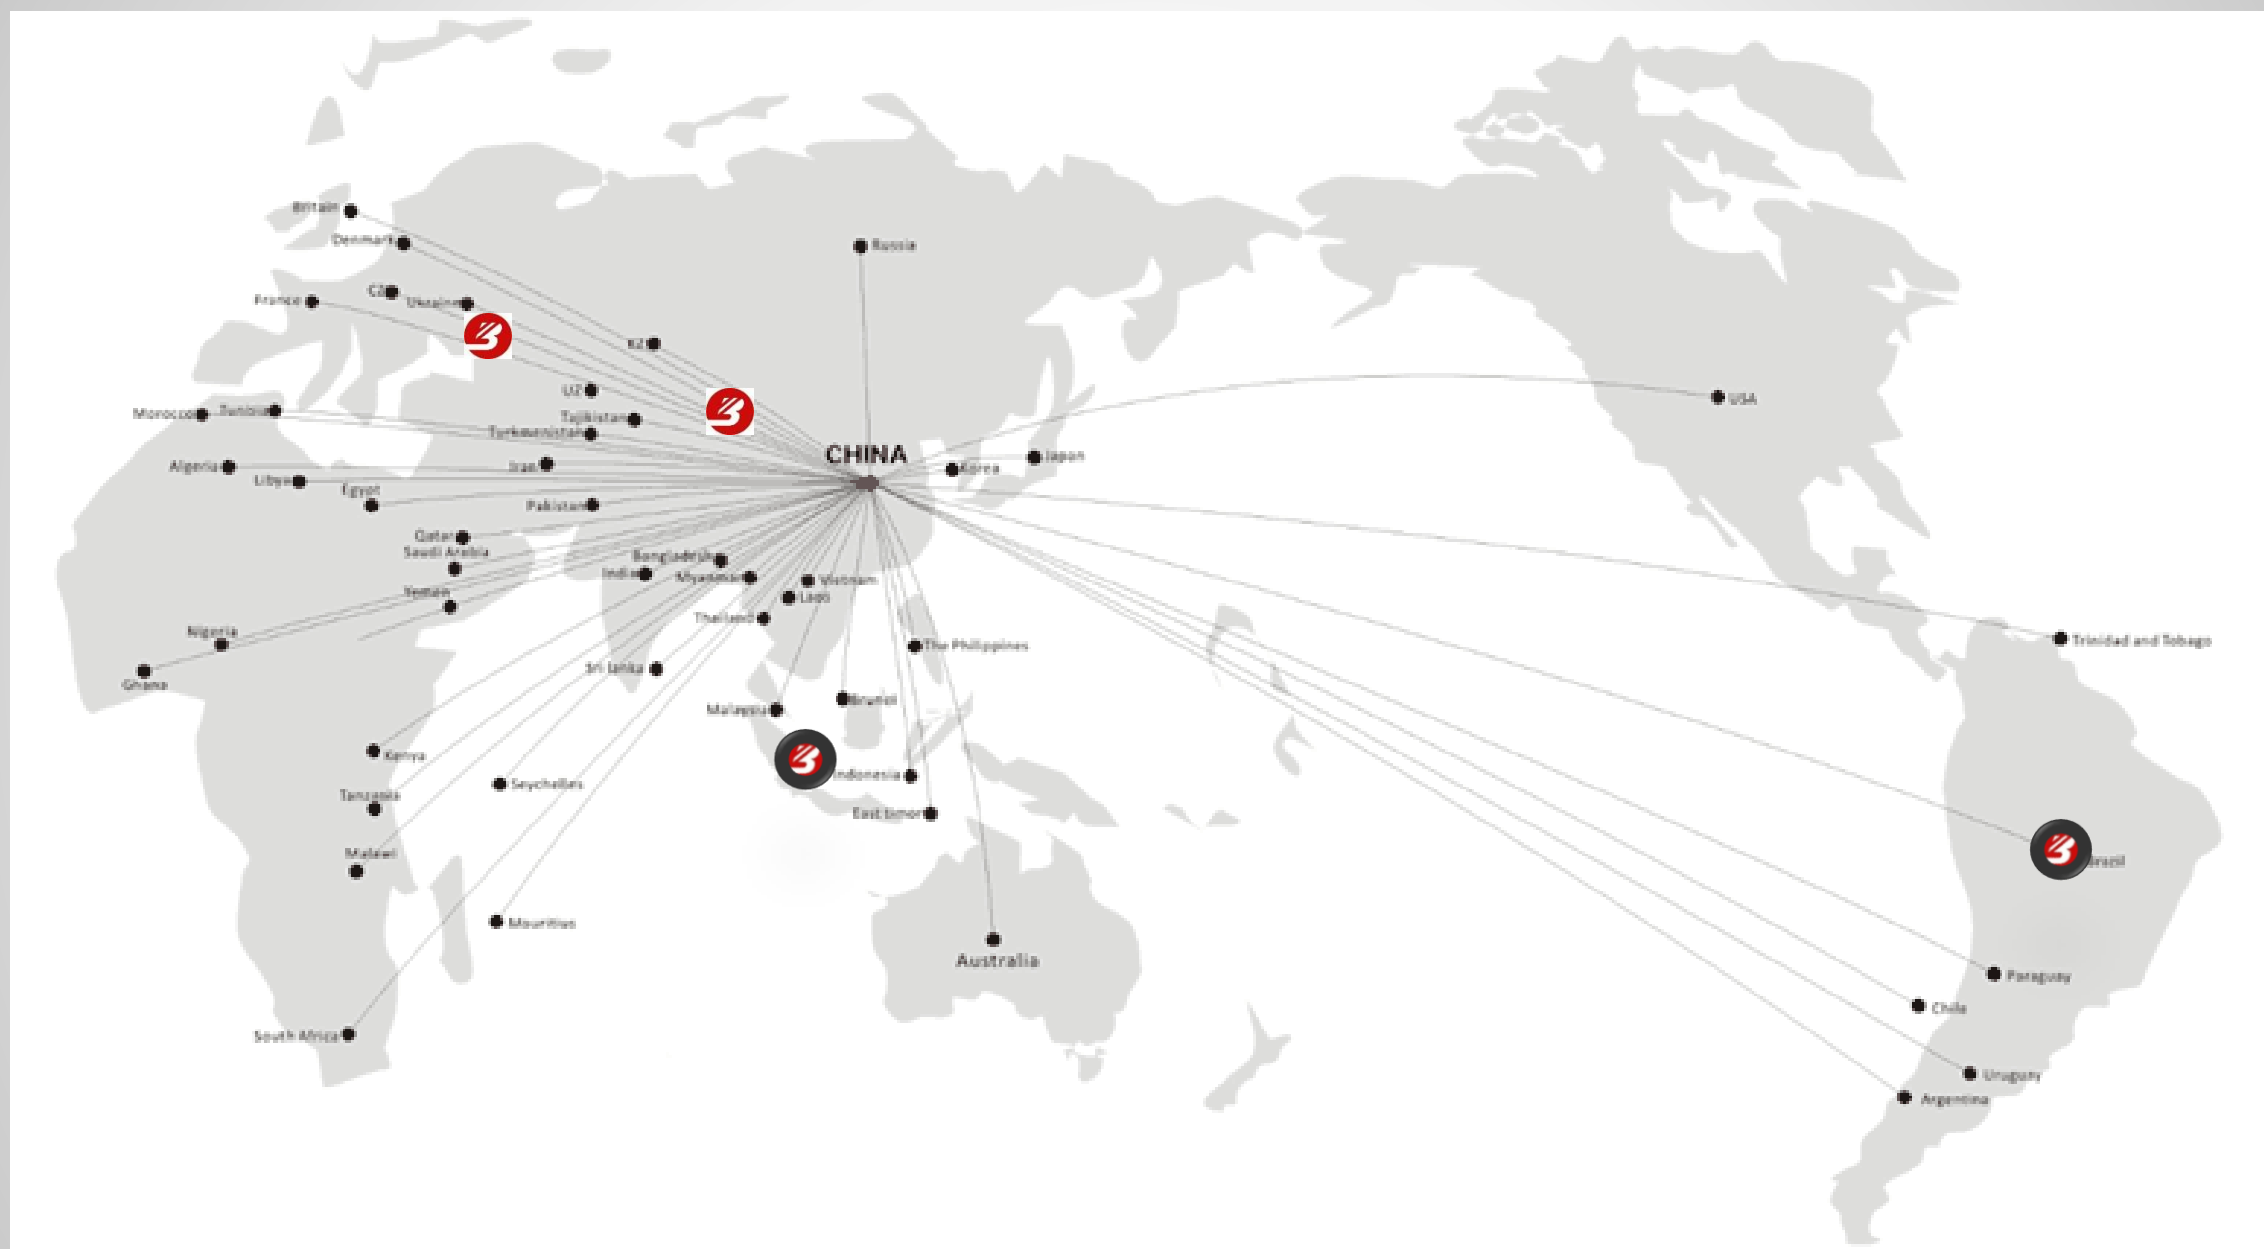 Britain
Denmark
Russia
CZ
Ukraine
France
KZ
UZ
USA
Morocco
Tunisia
Tajikistan
Turkmenistan
CHINA
Japan
Korea
Algeria
Iran
Libya
Egypt
Pakistan
Qatar
Saudi Arabia
Bangladesh
India
Myanmar
Vietnam
Yemen
Laos
Thailand
Nigeria
The Philippines
Trinidad and Tobago
Sri lanka
Ghana
Brunei
Malaysia
Kenya
Indonesia
Seychelles
Tanzania
East timor
Malawi
Brazil
Mauritius
Australia
Paraguay
Chile
South Africa
Uruguay
Argentina